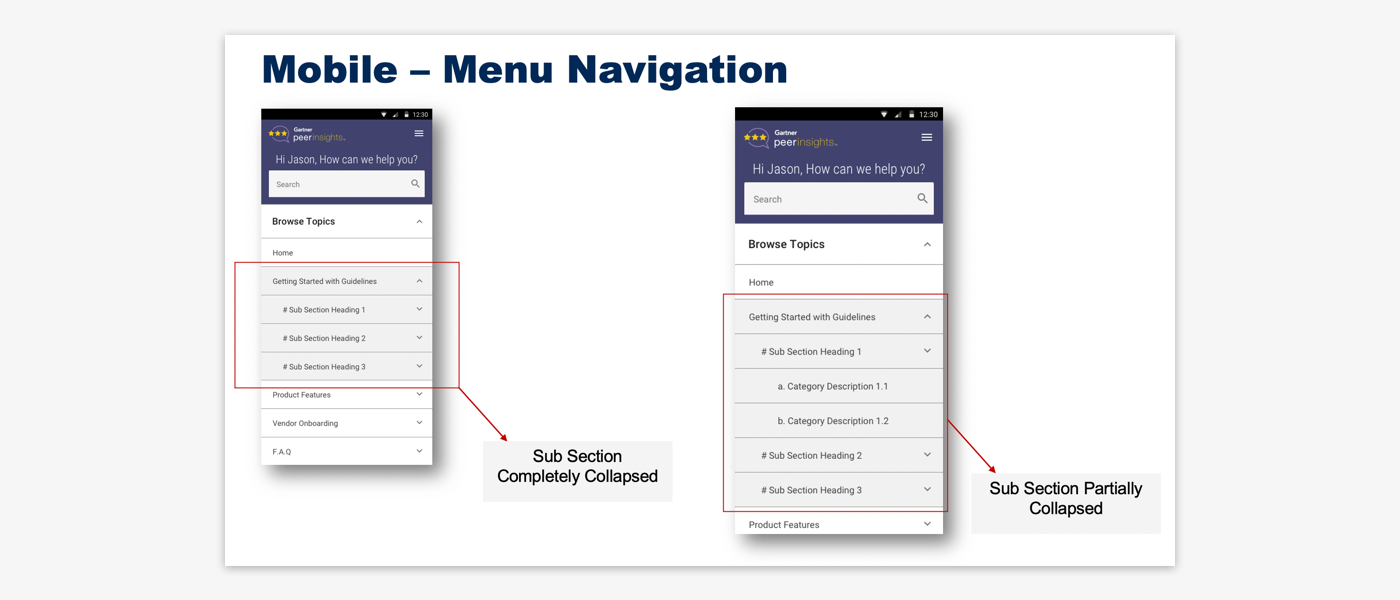 Mobile – Menu Navigation
12:30
Gartner
peerinsights™
Hi Jason, How can we help you?
Search
Browse Topics
Home
Getting Started with Guidelines
# Sub Section Heading 1
# Sub Section Heading 2
# Sub Section Heading 3
Product Features
Vendor Onboarding
F.A.Q
Sub Section
Completely Collapsed
12:30
Gartner
peerinsights™
Hi Jason, How can we help you?
Search
Browse Topics
Home
Getting Started with Guidelines
# Sub Section Heading 1
a. Category Description 1.1
b. Category Description 1.2
# Sub Section Heading 2
# Sub Section Heading 3
Product Features
Sub Section Partially
Collapsed